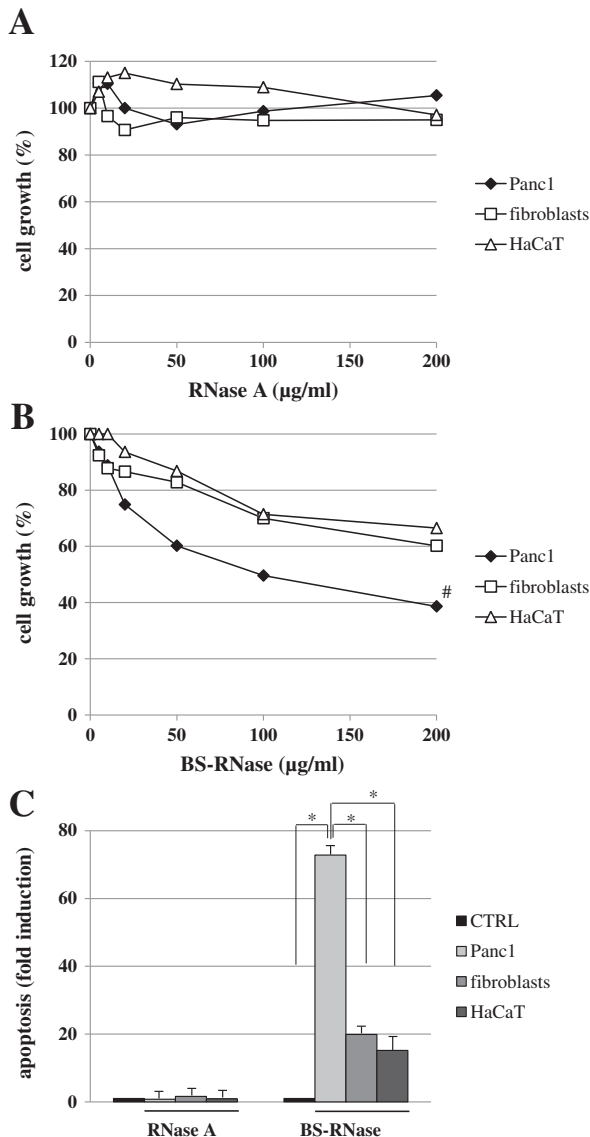 A
cell growth (%)
120
100
80
60
40
20
0
0 50 100 150 200
RNase A (µg/ml)
Panc1
fibroblasts
HaCaT
B
cell growth (%)
100
80
60
40
20
0
#
0 50 100 150 200
BS-RNase (µg/ml)
Panc1
fibroblasts
HaCaT
C
apoptosis (fold induction)
80
60
40
20
0
*
* *
RNase A BS-RNase
CTRL
Panc1
fibroblasts
HaCaT